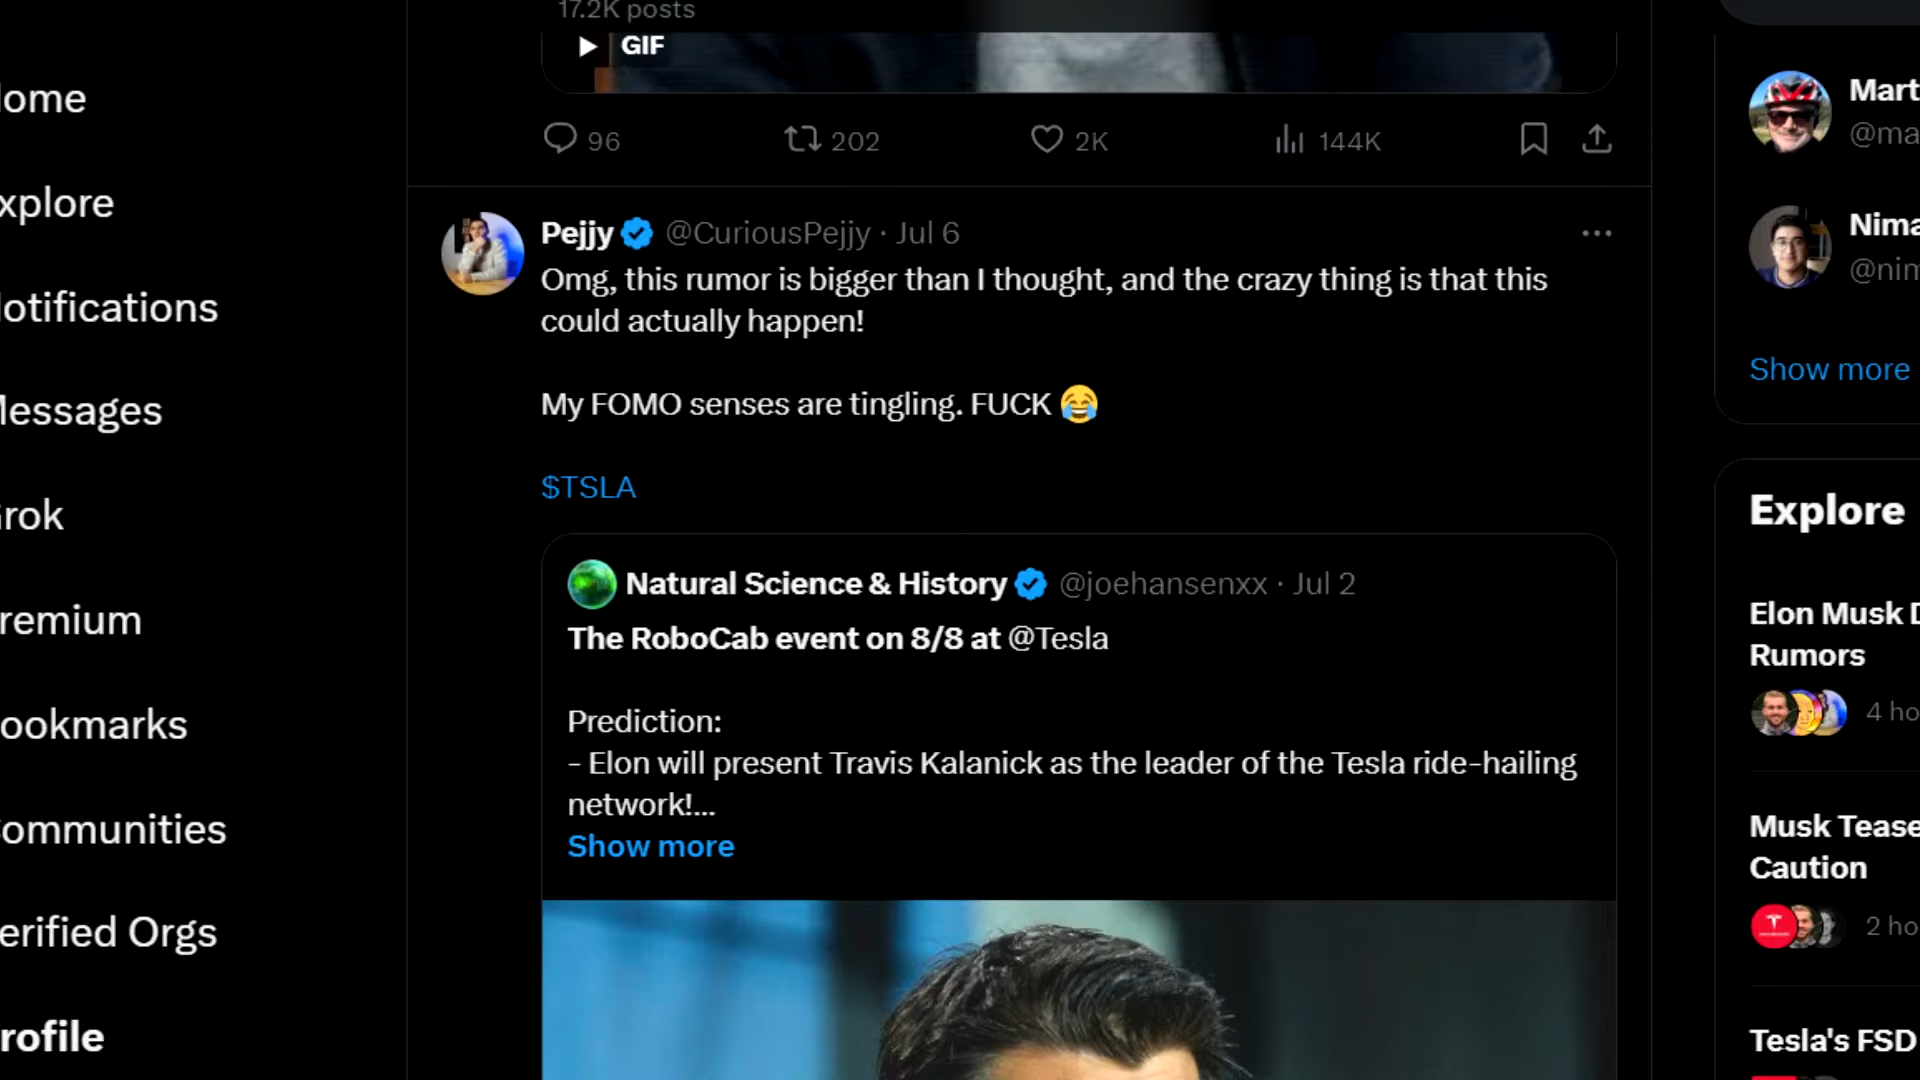 17.2K posts
GIF
96 202 2K 144K
Pejjy @CuriousPejjy · Jul 6
Omg, this rumor is bigger than I thought, and the crazy thing is that this
could actually happen!
My FOMO senses are tingling. FUCK 😂
$TSLA
Natural Science & History @joehansenxx · Jul 2
The RoboCab event on 8/8 at @Tesla
Prediction:
- Elon will present Travis Kalanick as the leader of the Tesla ride-hailing
network!...
Show more
ome
xplore
otifications
essages
rok
remium
ookmarks
ommunities
erified Orgs
rofile
Mart
@ma
Nima
@nim
Show more
Explore
Elon Musk D
Rumors
4 ho
Musk Tease
Caution
2 ho
Tesla's FSD